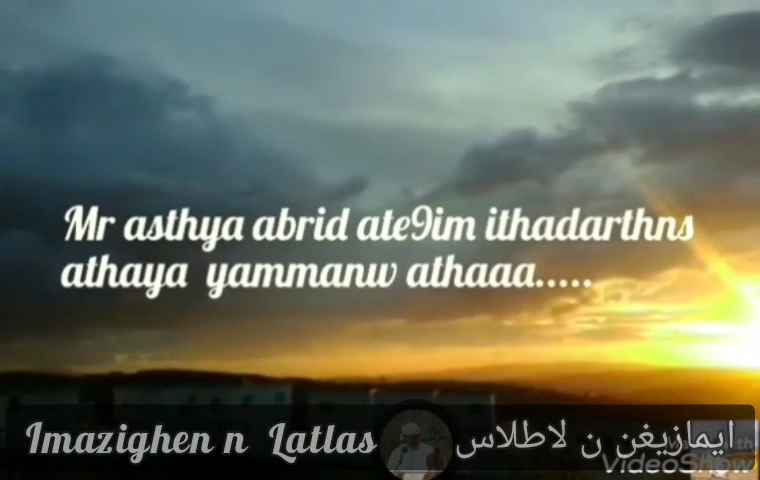 Mr asthya abrid ate9im ithadarthns
athaya yammanw athaaa.....
Imazighen n Latlas
ايمازيغن ن لاطلاس
VideoShow